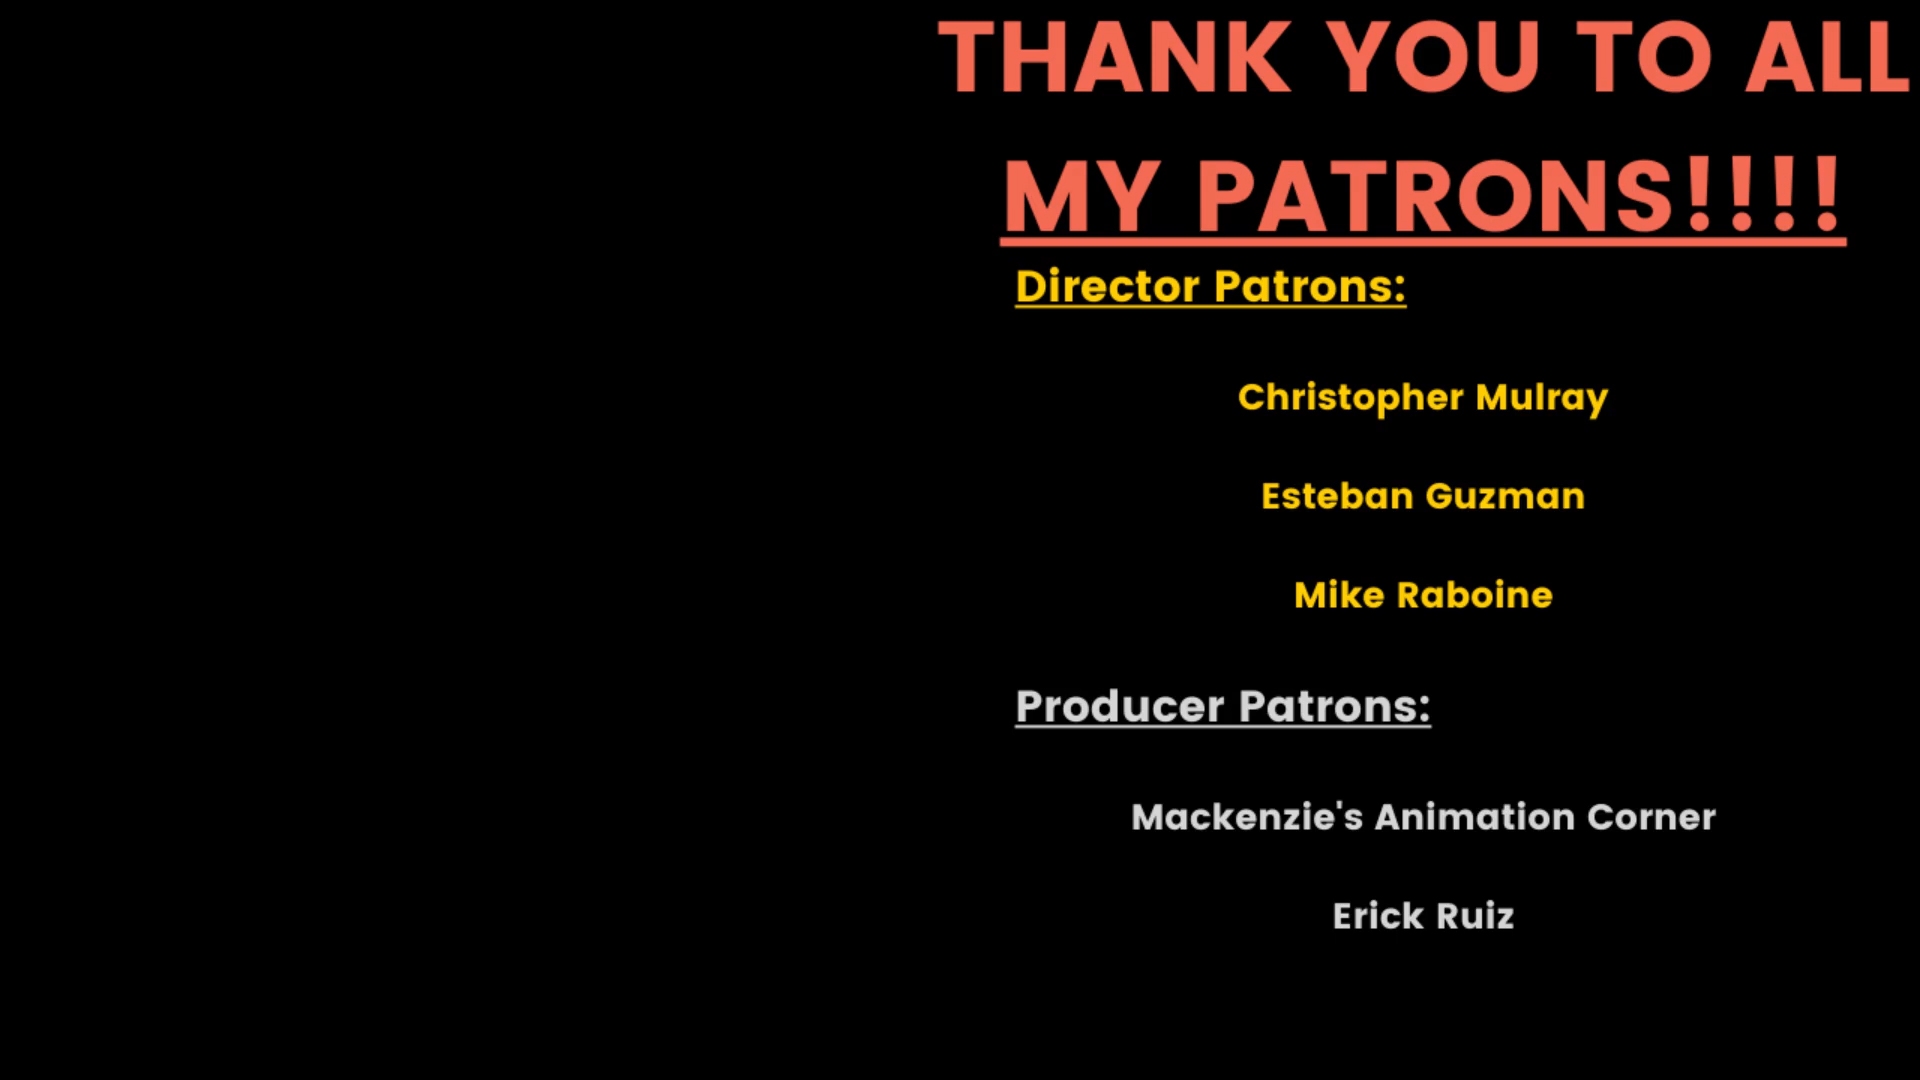 THANK YOU TO ALL
MY PATRONS!!!!
Director Patrons:
Christopher Mulray
Esteban Guzman
Mike Raboine
Producer Patrons:
Mackenzie's Animation Corner
Erick Ruiz